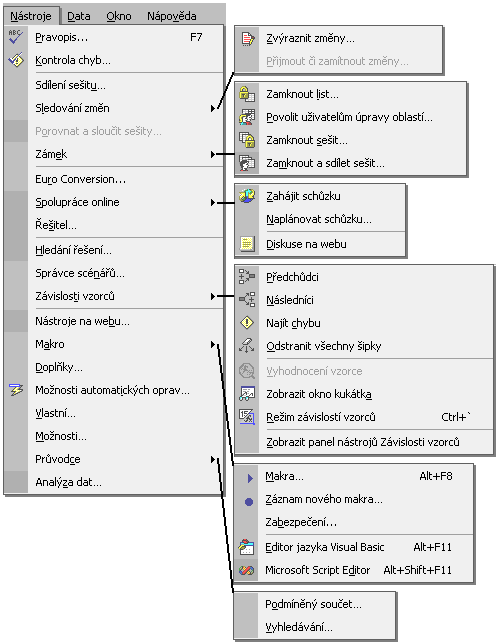 Nástroje Data Okno Nápověda
ABC
Pravopis... F7
Kontrola chyb...
Sdílení sešitu...
Sledování změn
Porovnat a sloučit sešity...
Zámek
Euro Conversion...
Spolupráce online
Řešitel...
Hledání řešení...
Správce scénářů...
Závislosti vzorců
Nástroje na webu...
Makro
Doplňky...
Možnosti automatických oprav...
Vlastní...
Možnosti...
Průvodce
Analýza dat...
Zvýraznit změny...
Přijmout či zamítnout změny...
Zamknout list...
Povolit uživatelům úpravy oblastí...
Zamknout sešit...
Zamknout a sdílet sešit...
Zahájit schůzku
Naplánovat schůzku...
Diskuse na webu
Předchůdci
Následníci
Najít chybu
Odstranit všechny šipky
Vyhodnocení vzorce
Zobrazit okno kukátka
Režim závislostí vzorců Ctrl+`
Zobrazit panel nástrojů Závislosti vzorců
Makra... Alt+F8
Záznam nového makra...
Zabezpečení...
Editor jazyka Visual Basic Alt+F11
Microsoft Script Editor Alt+Shift+F11
Podmíněný součet...
Vyhledávání...